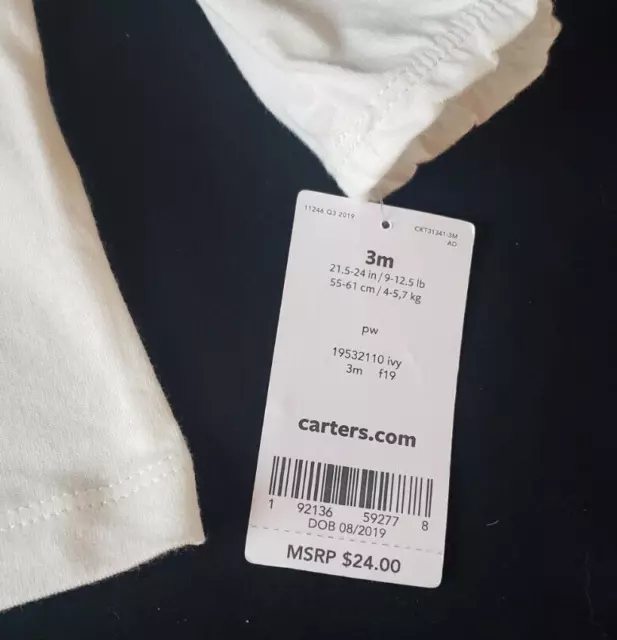 11246 Q3 2019
CXT31341-3M
AD
3m
21.5-24 in / 9-12.5 lb
55-61 cm / 4-5,7 kg
pw
19532110 ivy
3m f19
carters.com
1 92136 59277 8
DOB 08/2019
MSRP $24.00